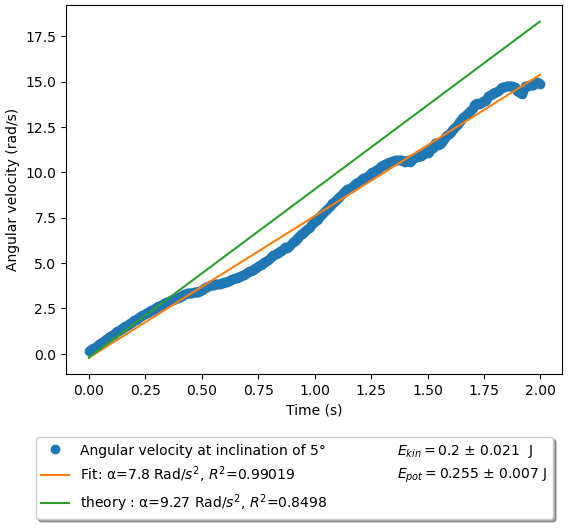 17.5
15.0
12.5
10.0
7.5
5.0
2.5
0.0
Angular velocity (rad/s)
0.00 0.25 0.50 0.75 1.00 1.25 1.50 1.75 2.00
Time (s)
Angular velocity at inclination of 5° E_kin = 0.2 ± 0.021 J
Fit: α=7.8 Rad/s², R²=0.99019 E_pot = 0.255 ± 0.007 J
theory : α=9.27 Rad/s², R²=0.8498